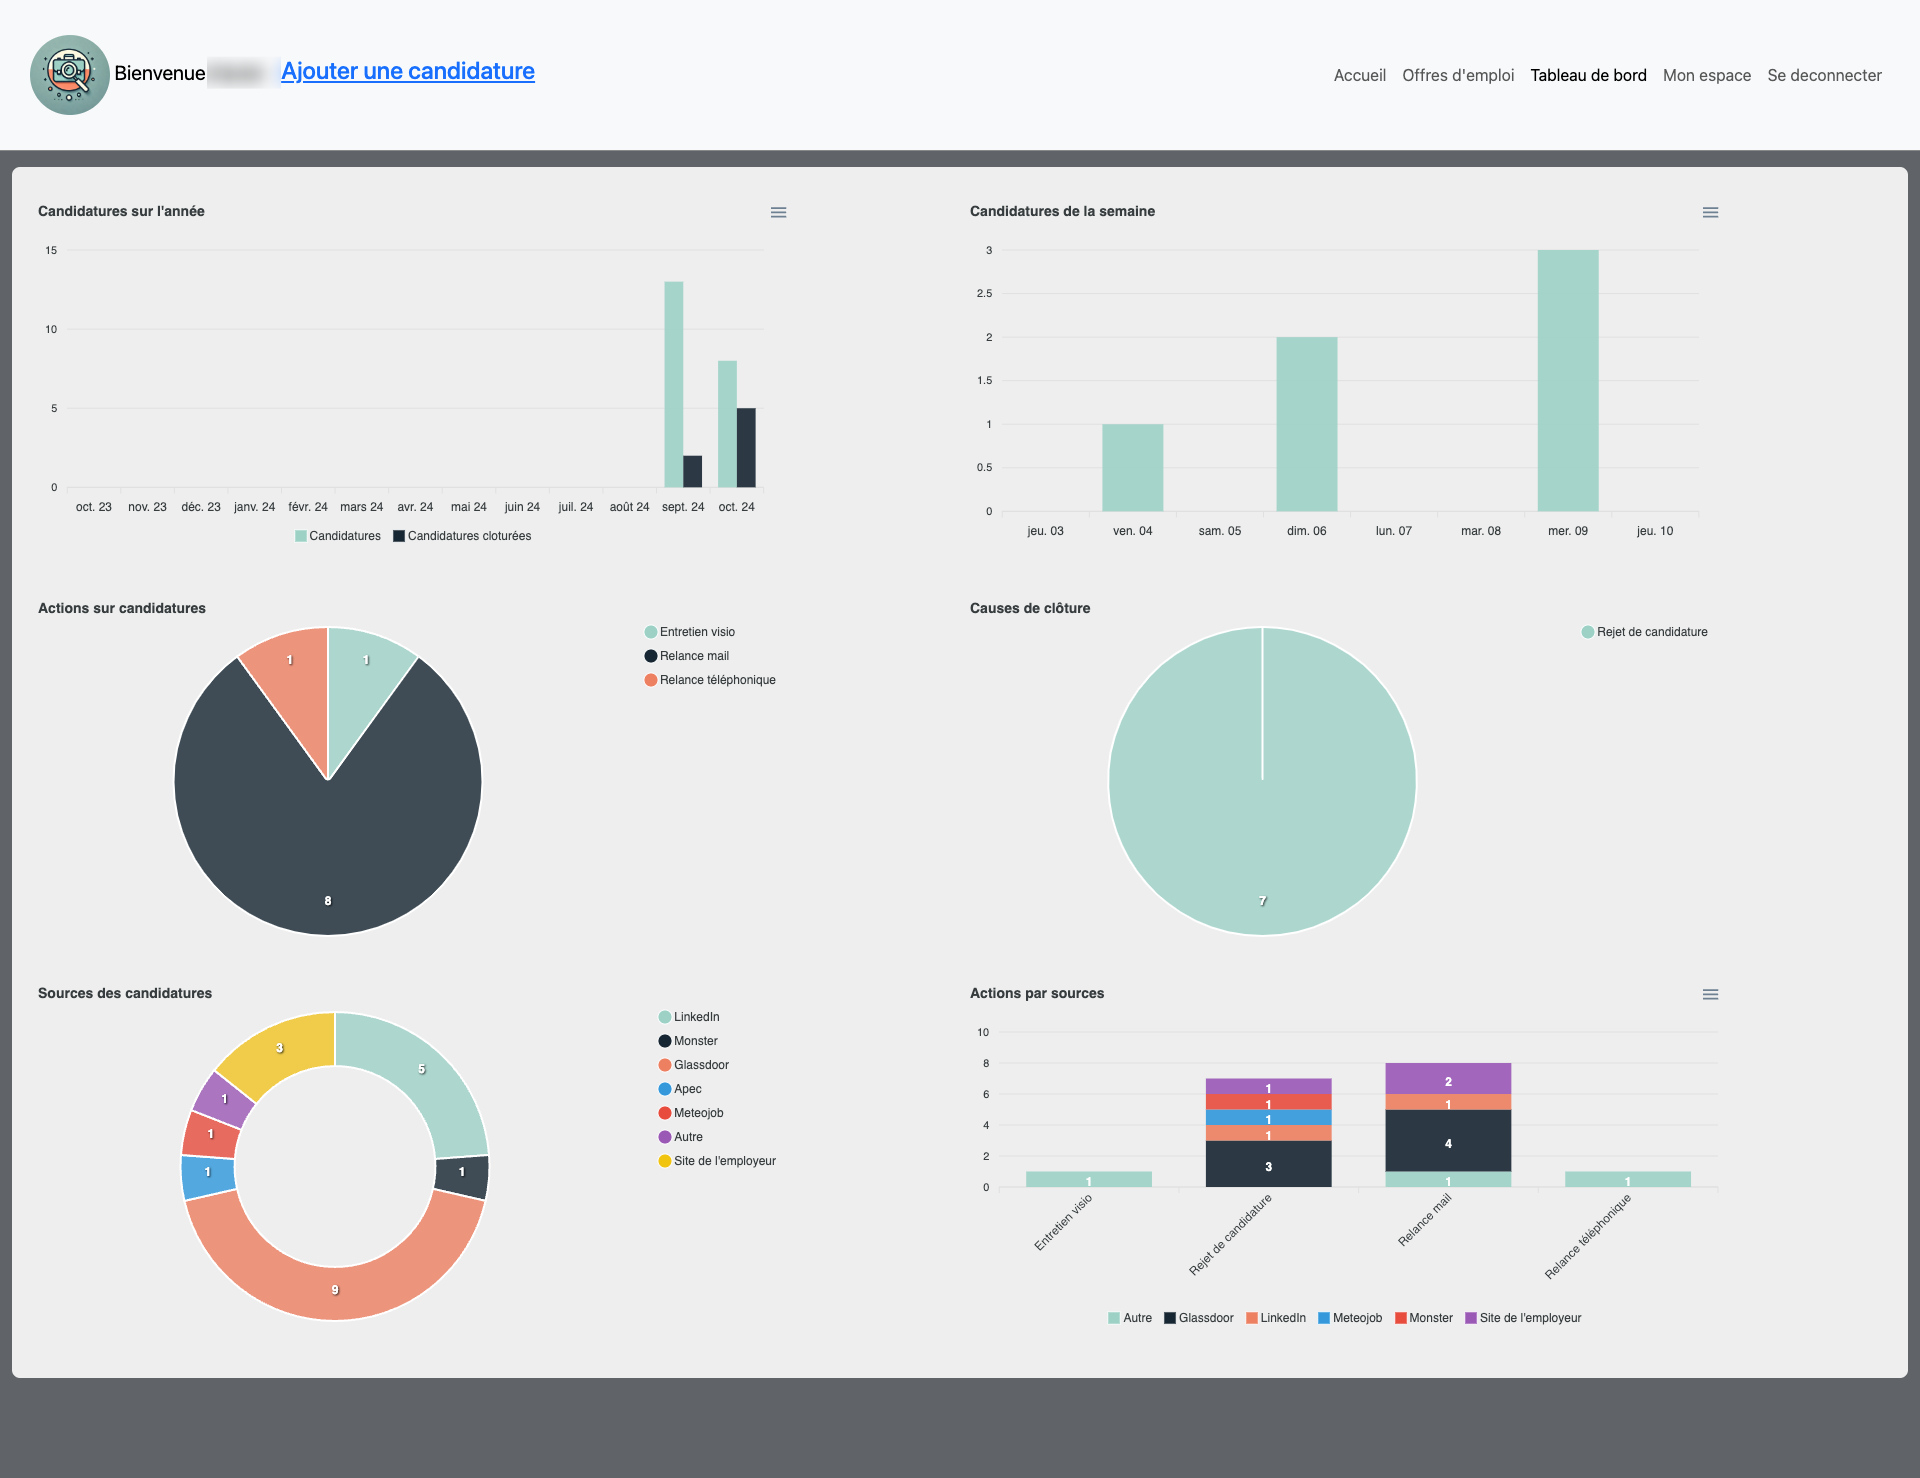 Bienvenue
Ajouter une candidature
Accueil Offres d'emploi Tableau de bord Mon espace Se deconnecter
Candidatures sur l'année
15
10
5
0
oct. 23 nov. 23 déc. 23 janv. 24 févr. 24 mars 24 avr. 24 mai 24 juin 24 juil. 24 août 24 sept. 24 oct. 24
Candidatures Candidatures cloturées
Candidatures de la semaine
3
2.5
2
1.5
1
0.5
0
jeu. 03 ven. 04 sam. 05 dim. 06 lun. 07 mar. 08 mer. 09 jeu. 10
Actions sur candidatures
1 1
8
Entretien visio
Relance mail
Relance téléphonique
Causes de clôture
7
Rejet de candidature
Sources des candidatures
3
5
1
1
1
1
9
LinkedIn
Monster
Glassdoor
Apec
Meteojob
Autre
Site de l'employeur
Actions par sources
10
8
6
4
2
0
1
1
1
1
1
3
2
1
4
1
1
Entretien visio
Rejet de candidature
Relance mail
Relance téléphonique
Autre Glassdoor LinkedIn Meteojob Monster Site de l'employeur